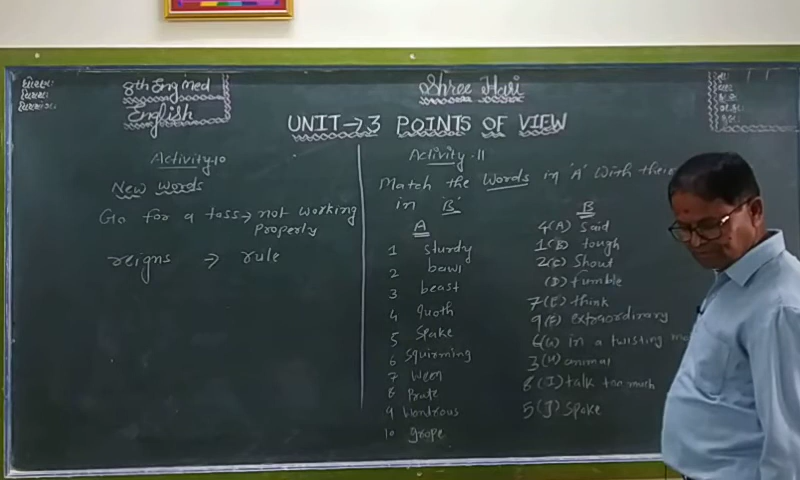 8th Eng Med
English
Shree Hari
UNIT → 3 POINTS OF VIEW
Activity-10
New Words
Go for a toss → not working
Properly
reigns → rule
Activity-11
Match the Words in 'A' With their
in 'B'
A
1 Sturdy
2 bawl
3 beast
4 Quoth
5 Spake
6 Squirming
7 Ween
8 Prate
9 Wontrous
10 grope
B
4 (A) Said
1 (B) tough
2 (C) Shout
(D) fumble
7 (E) think
9 (F) extraordinary
6 (G) in a twisting
3 (H) animal
8 (I) talk too much
5 (J) Spoke